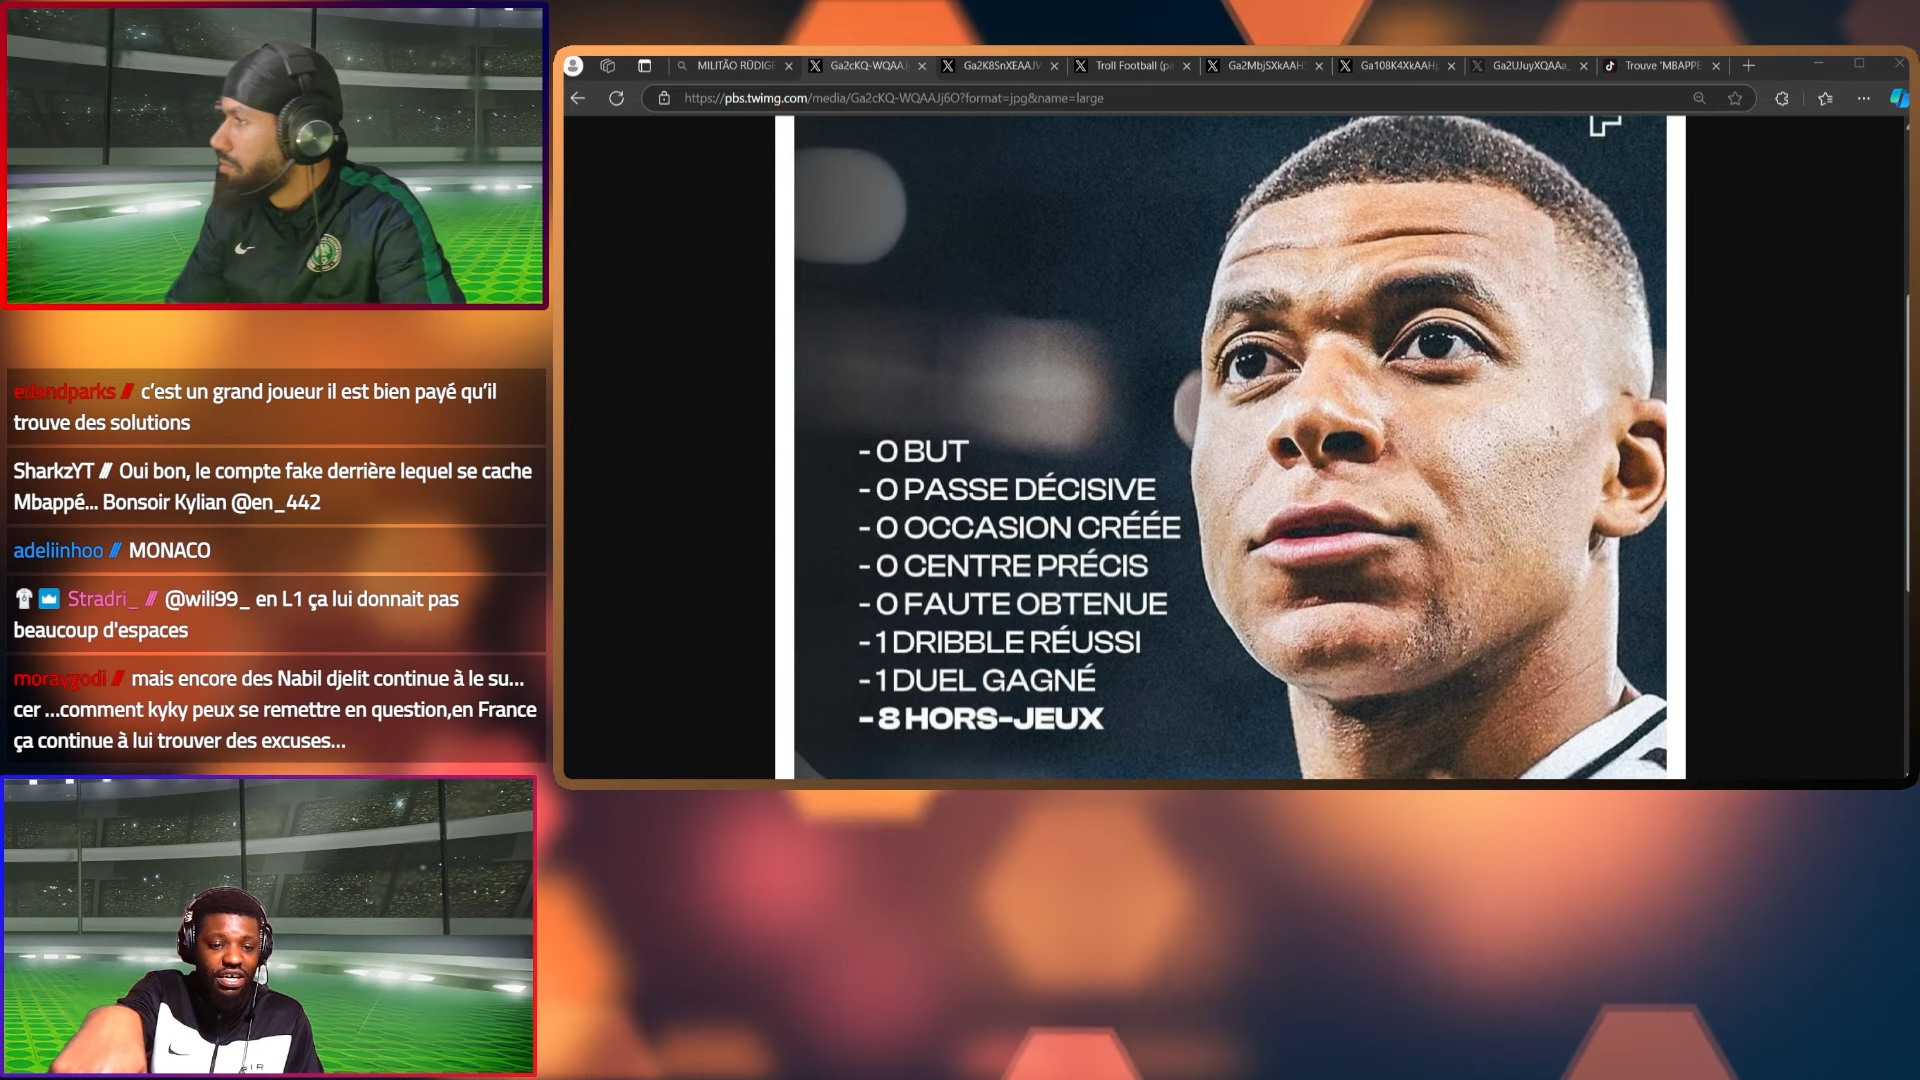 MILITÃO RÜDIGE
Ga2cKQ-WQAAJ
Ga2K8SnXEAAJV
Troll Football (pa
Ga2MbjSXkAAH
Ga108K4XkAAH
Ga2UJuyXQAAa
Trouve 'MBAPPE
https://pbs.twimg.com/media/Ga2cKQ-WQAAJj6O?format=jpg&name=large
- 0 BUT
- 0 PASSE DÉCISIVE
- 0 OCCASION CRÉÉE
- 0 CENTRE PRÉCIS
- 0 FAUTE OBTENUE
- 1 DRIBBLE RÉUSSI
- 1 DUEL GAGNÉ
- 8 HORS-JEUX
edendparks // c’est un grand joueur il est bien payé qu’il
trouve des solutions
SharkzYT // Oui bon, le compte fake derrière lequel se cache
Mbappé... Bonsoir Kylian @en_442
adeliinhoo // MONACO
Stradri_ // @wili99_ en L1 ça lui donnait pas
beaucoup d'espaces
moraygodi // mais encore des Nabil djelit continue à le su...
cer ...comment kyky peux se remettre en question,en France
ça continue à lui trouver des excuses...